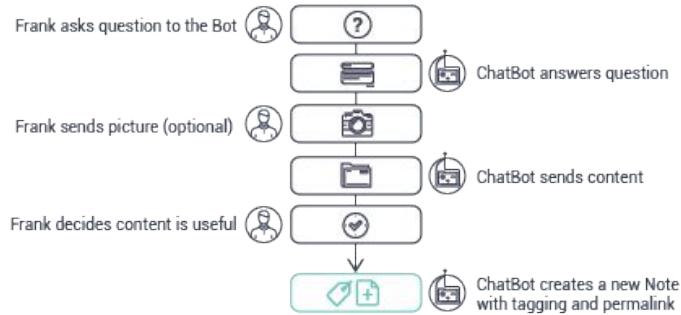 Frank asks question to the Bot
?
ChatBot answers question
Frank sends picture (optional)
ChatBot sends content
Frank decides content is useful
ChatBot creates a new Note
with tagging and permalink